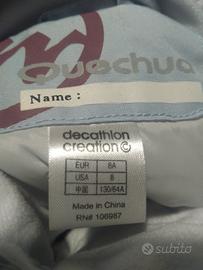 Quechua
Name :
decathlon
creation ©
EUR 8A
USA 8
中国 130/64A
Made in China
RN# 106987
subito